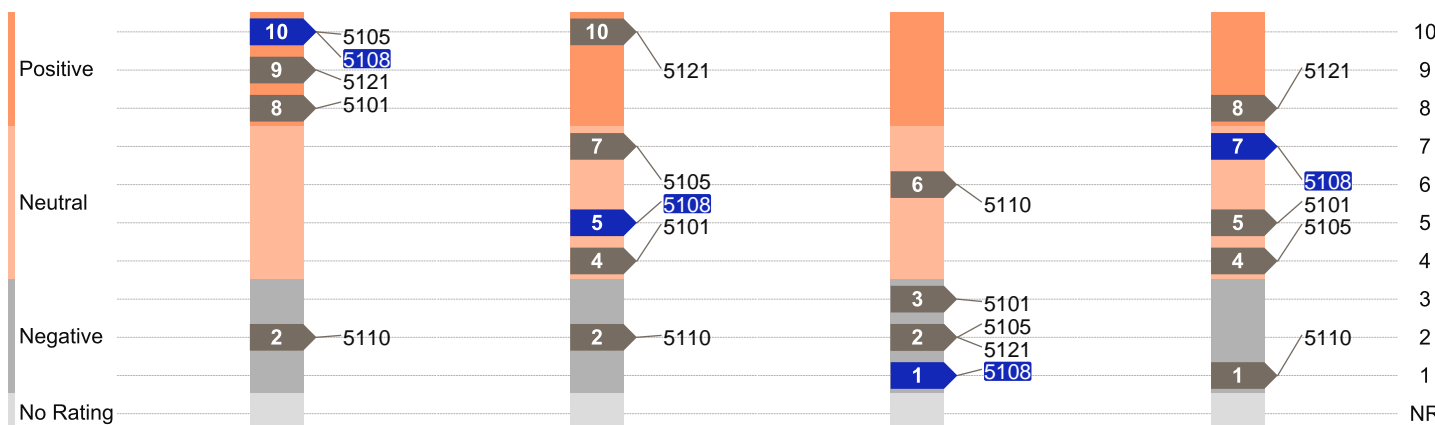 10 5105 10 10
5108
Positive 9 5121 5121 5121 9
8 5101 8 8
7 7 7
5105 5108
Neutral 6 6
5108 5110 5101
5 5101 5 5105 5
4 4 4
3 5101 3
5105
Negative 2 5110 2 5110 2 5110 2
5121
1 5108 1 1
No Rating NR